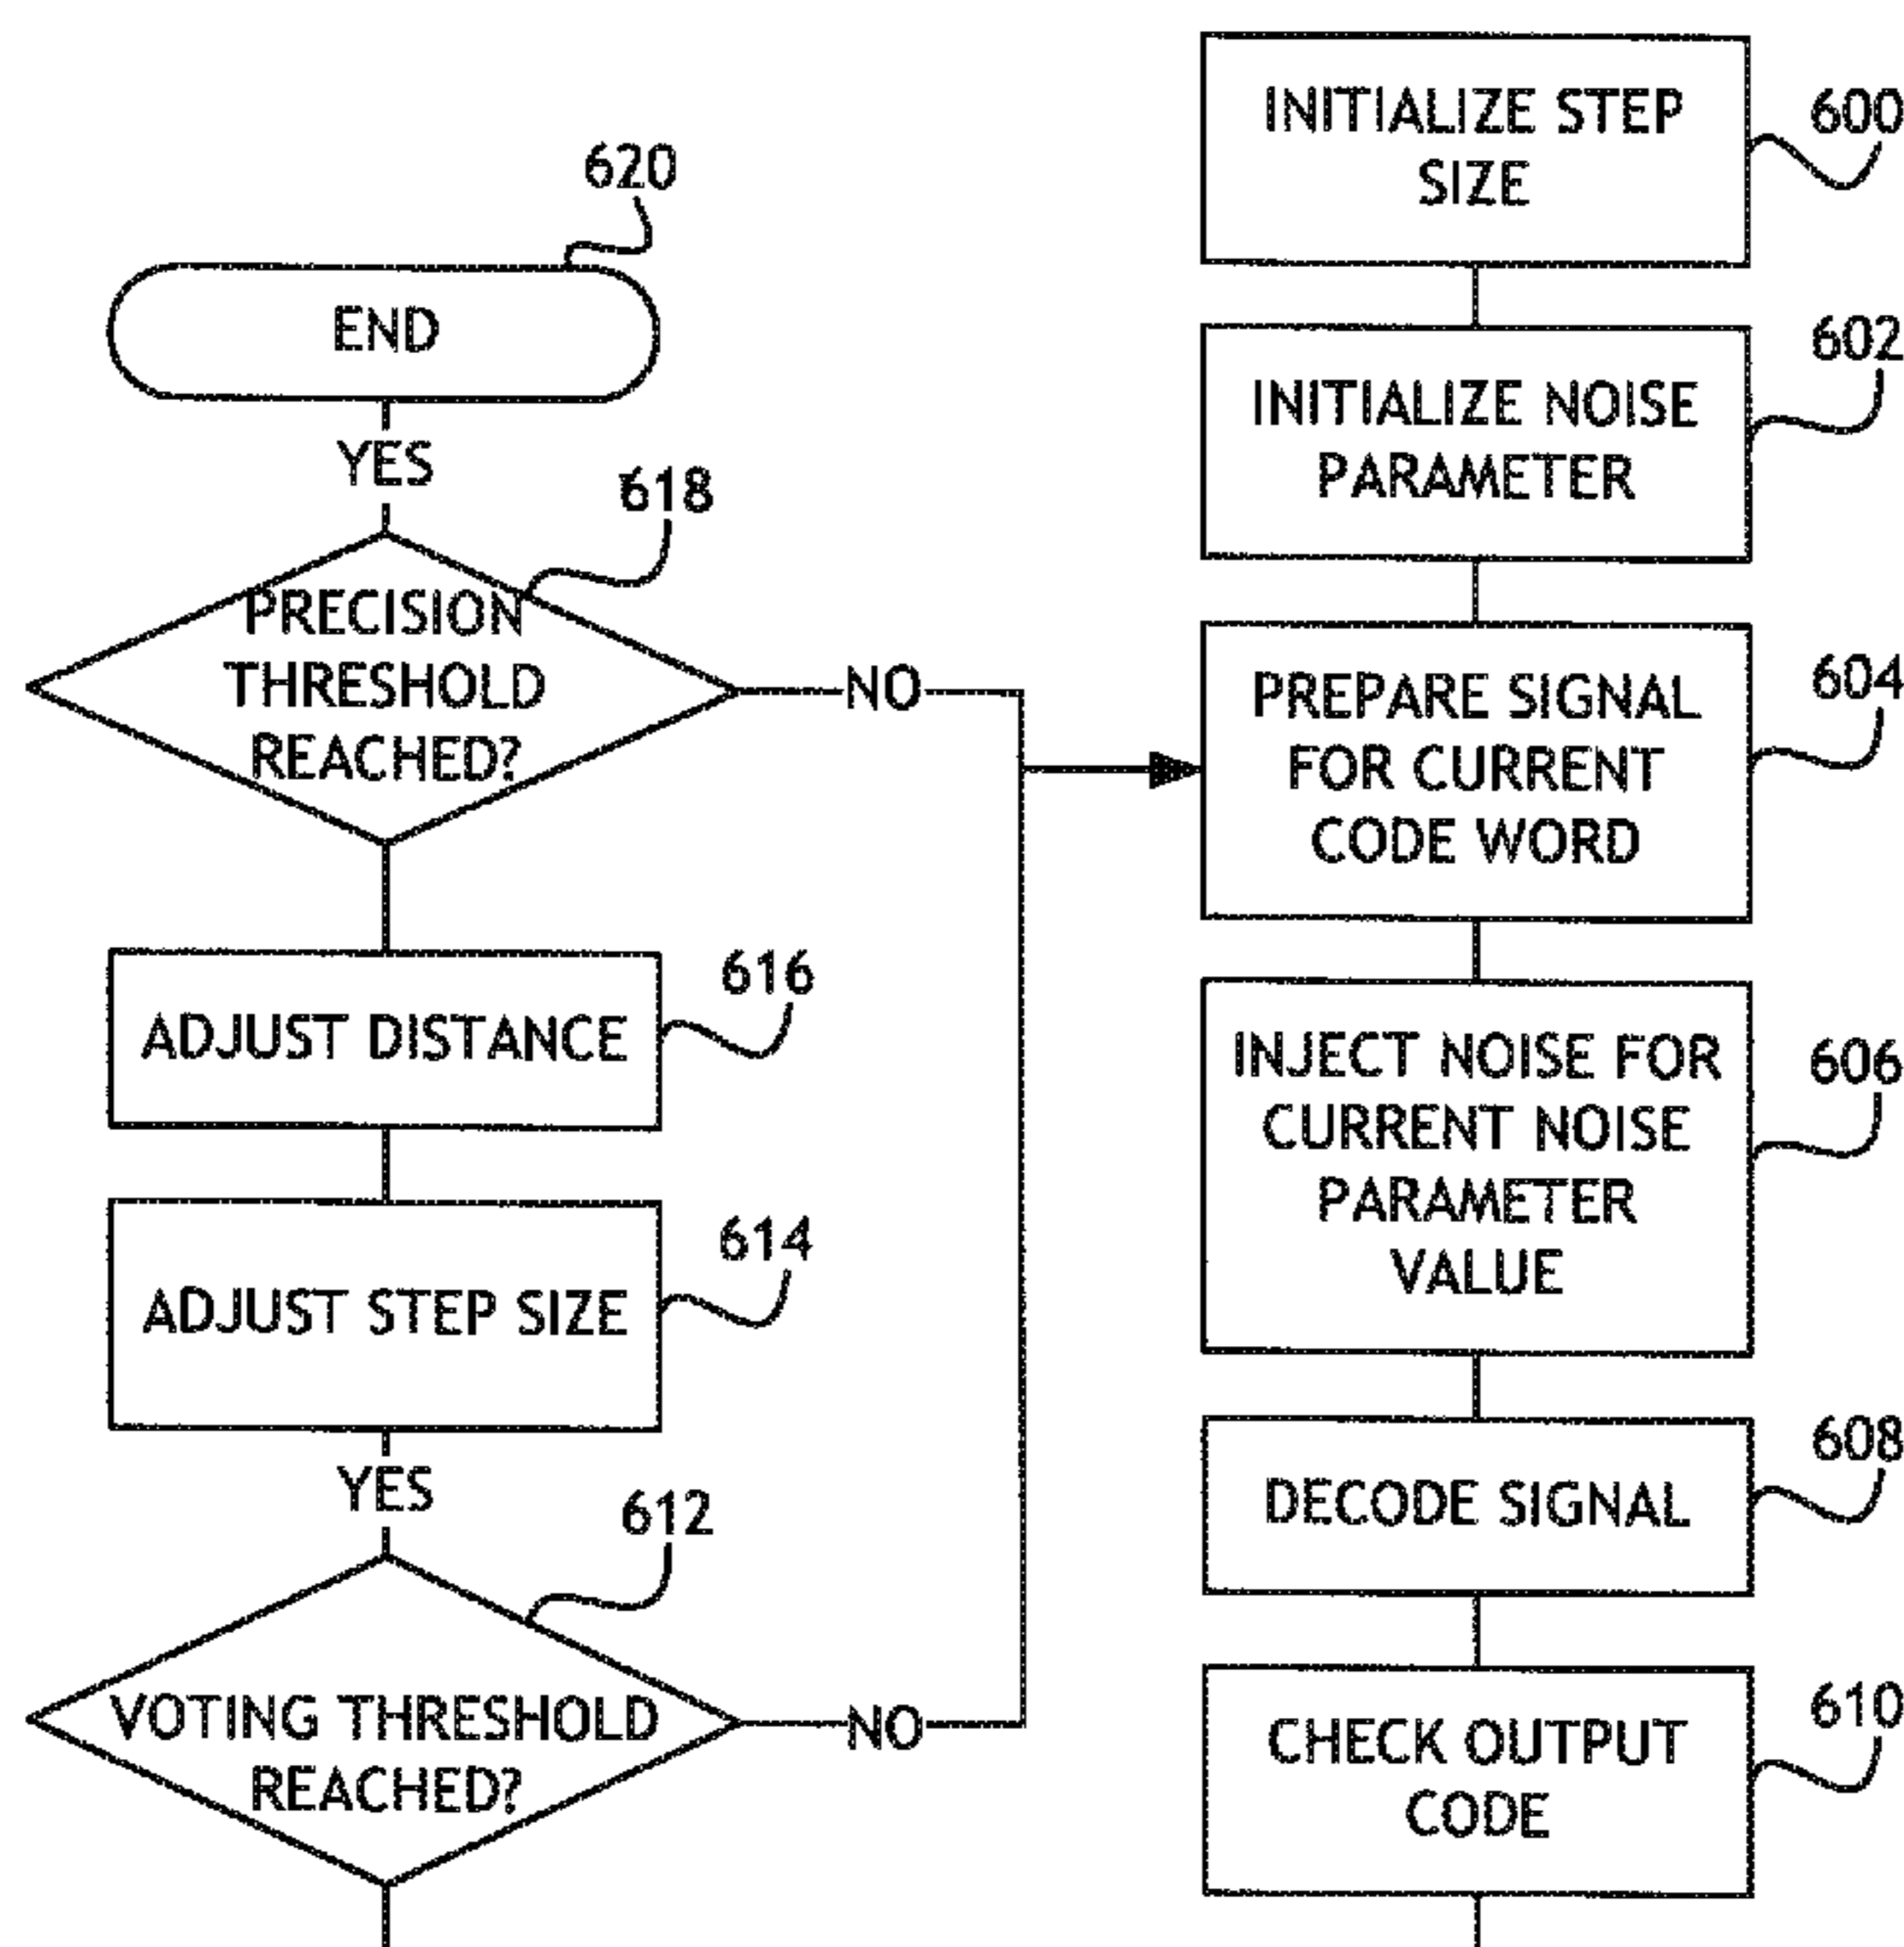 620
END
YES
618
PRECISION
THRESHOLD
REACHED?
NO
616
ADJUST DISTANCE
614
ADJUST STEP SIZE
YES
612
VOTING THRESHOLD
REACHED?
NO
INITIALIZE STEP
SIZE
600
INITIALIZE NOISE
PARAMETER
602
PREPARE SIGNAL
FOR CURRENT
CODE WORD
604
INJECT NOISE FOR
CURRENT NOISE
PARAMETER
VALUE
606
DECODE SIGNAL
608
CHECK OUTPUT
CODE
610